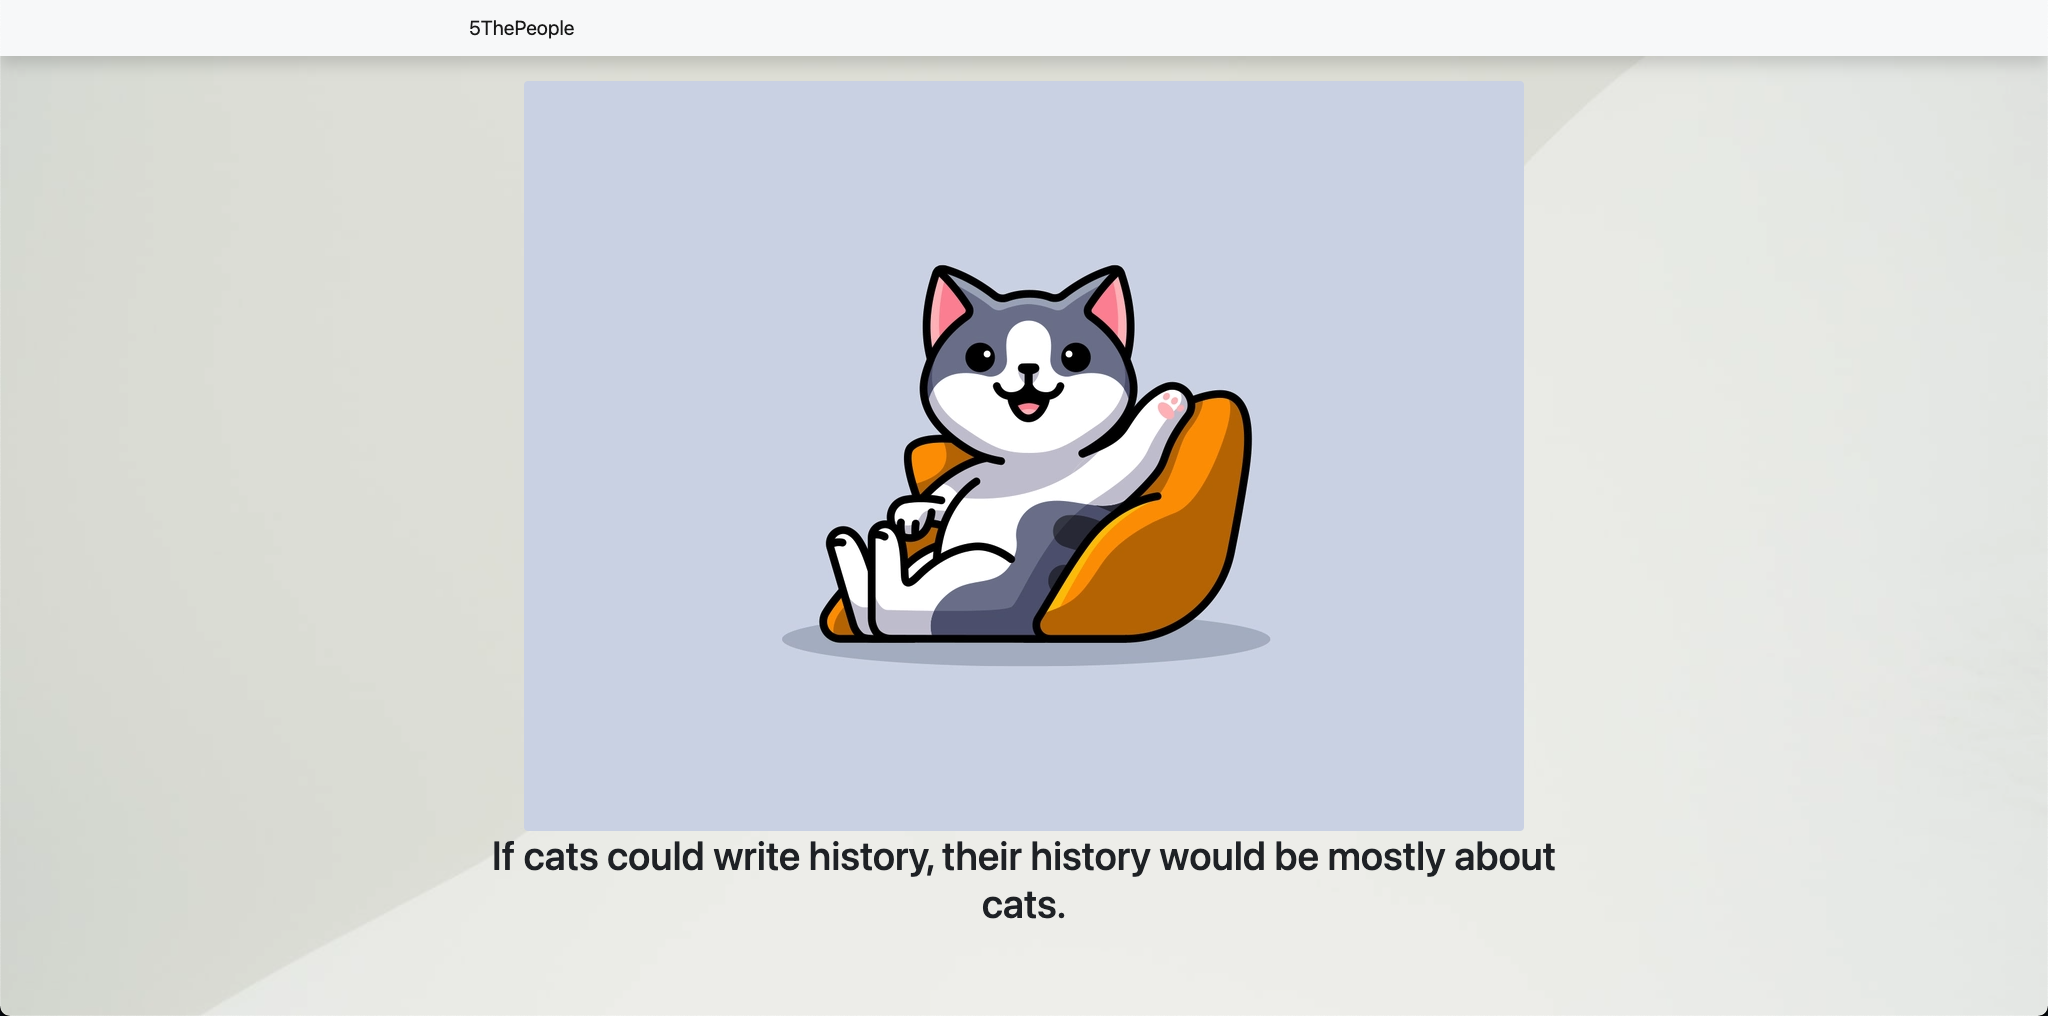 5ThePeople
If cats could write history, their history would be mostly about
cats.